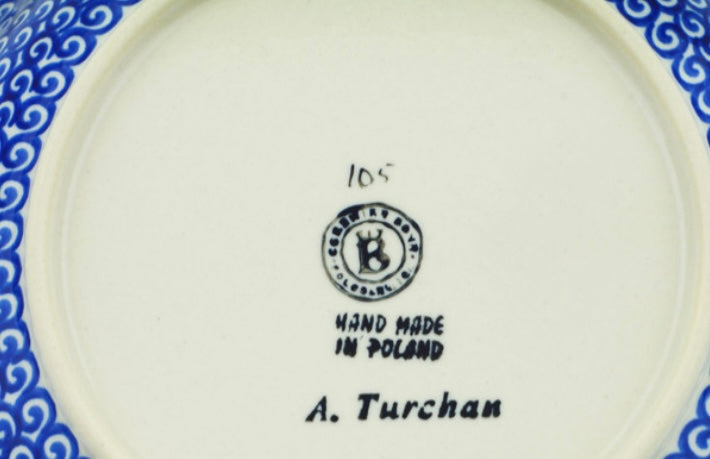 105
B
HAND MADE
IN POLAND
A. Turchan